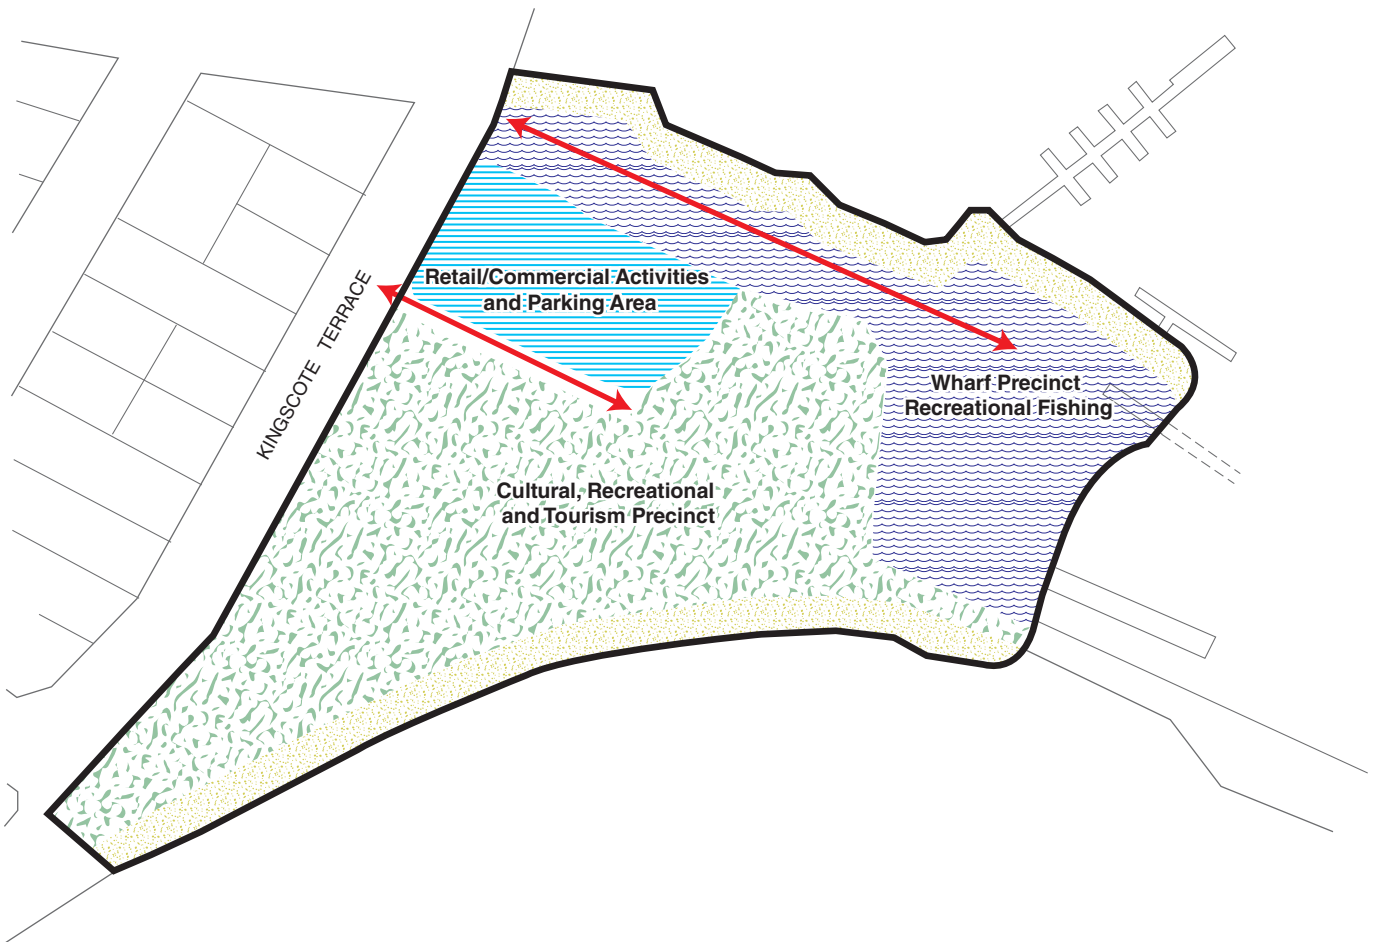 Retail/Commercial Activities
and Parking Area
KINGSCOTE TERRACE
Wharf Precinct
Recreational Fishing
Cultural, Recreational
and Tourism Precinct